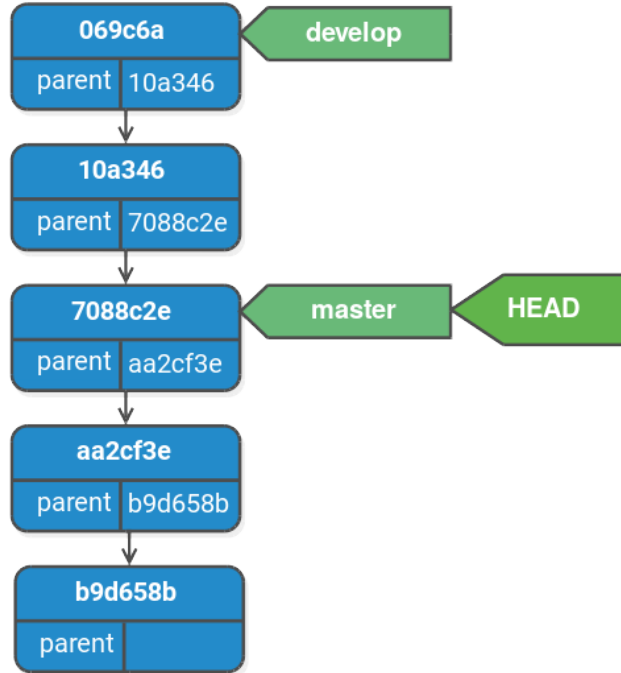 069c6a
develop
parent 10a346
10a346
parent 7088c2e
7088c2e
master
HEAD
parent aa2cf3e
aa2cf3e
parent b9d658b
b9d658b
parent